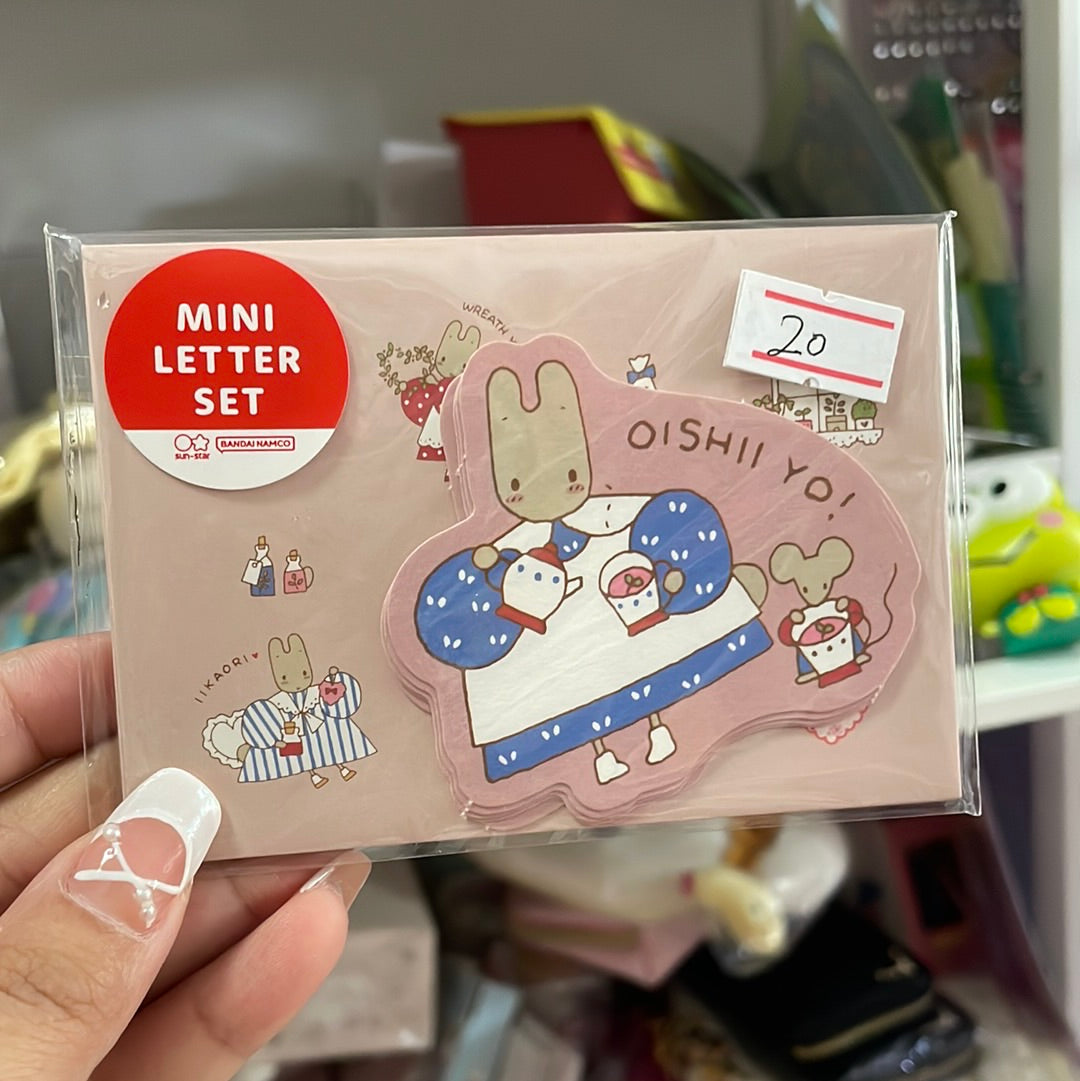 MINI
LETTER
SET
sun-star
BANDAI NAMCO
WREATH
20
OISHII YO!
IIKAORI